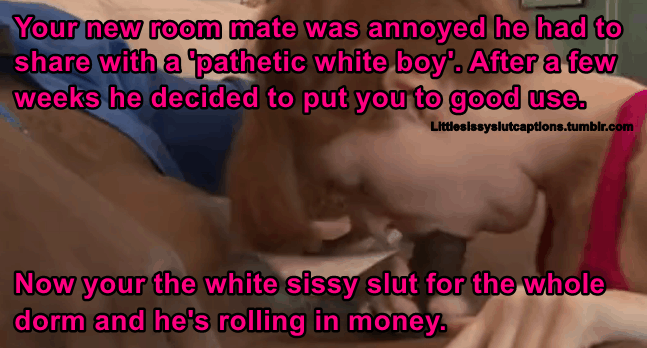 Your new room mate was annoyed he had to
share with a 'pathetic white boy'. After a few
weeks he decided to put you to good use.
Littlesissyslutcaptions.tumblr.com
Now your the white sissy slut for the whole
dorm and he's rolling in money.